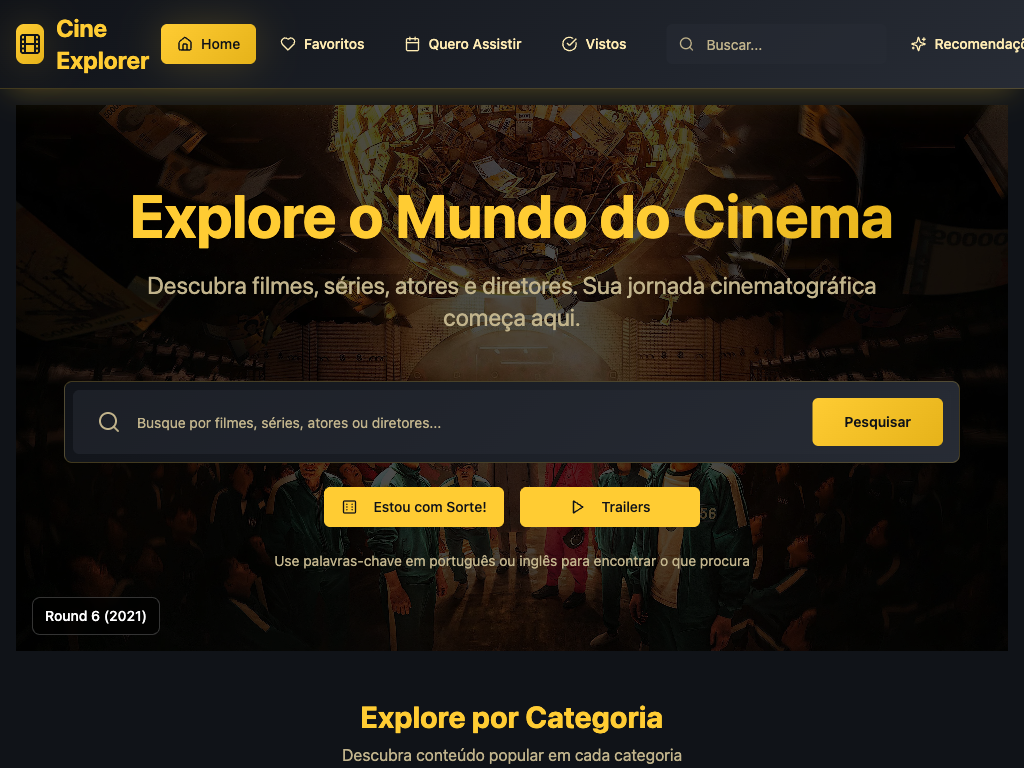 Cine
Explorer
Home
Favoritos
Quero Assistir
Vistos
Buscar...
Recomendaçõ
Explore o Mundo do Cinema
Descubra filmes, séries, atores e diretores. Sua jornada cinematográfica
começa aqui.
Busque por filmes, séries, atores ou diretores...
Pesquisar
Estou com Sorte!
Trailers
Use palavras-chave em português ou inglês para encontrar o que procura
Round 6 (2021)
Explore por Categoria
Descubra conteúdo popular em cada categoria